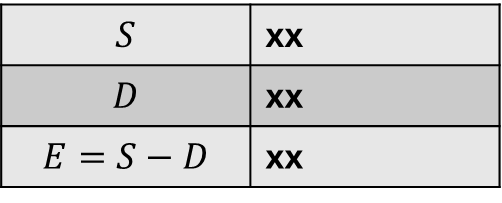 S xx
D xx
E = S − D xx